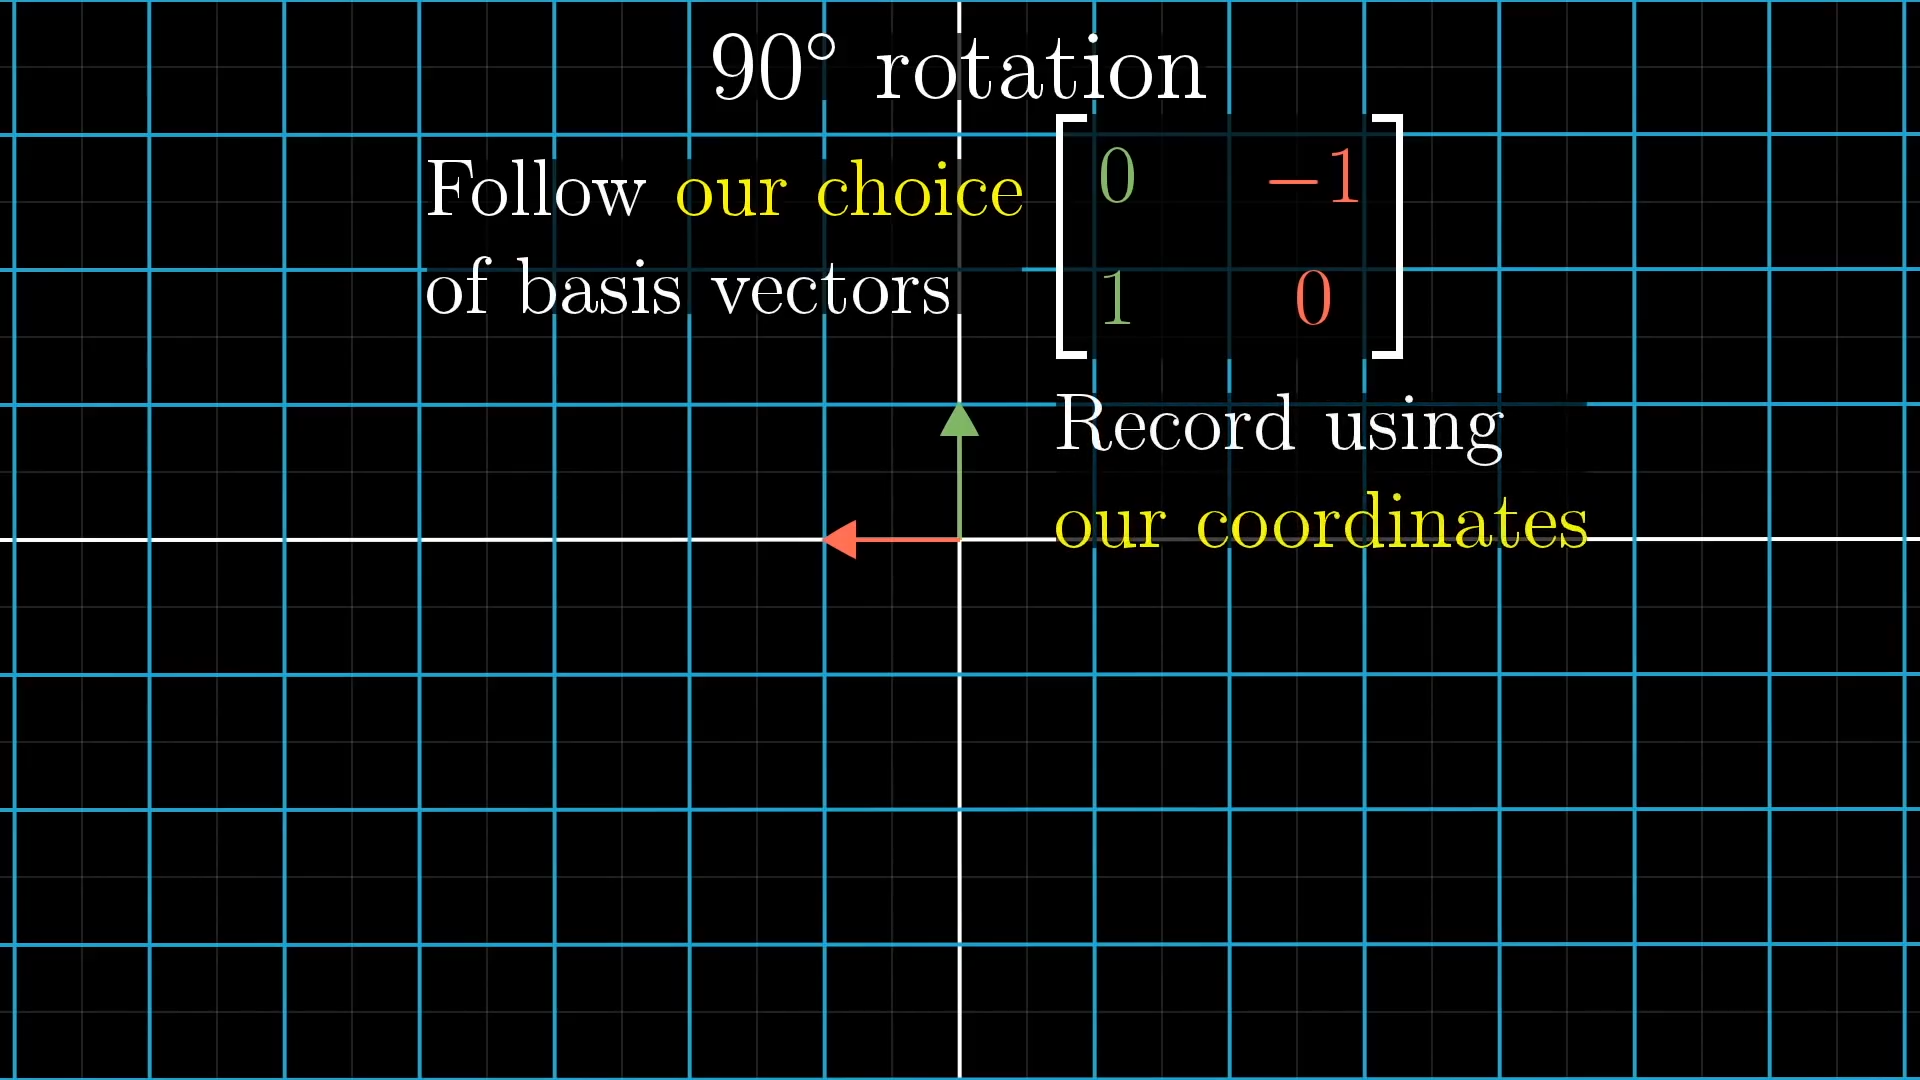 90° rotation
Follow our choice
of basis vectors
0 −1
1 0
Record using
our coordinates